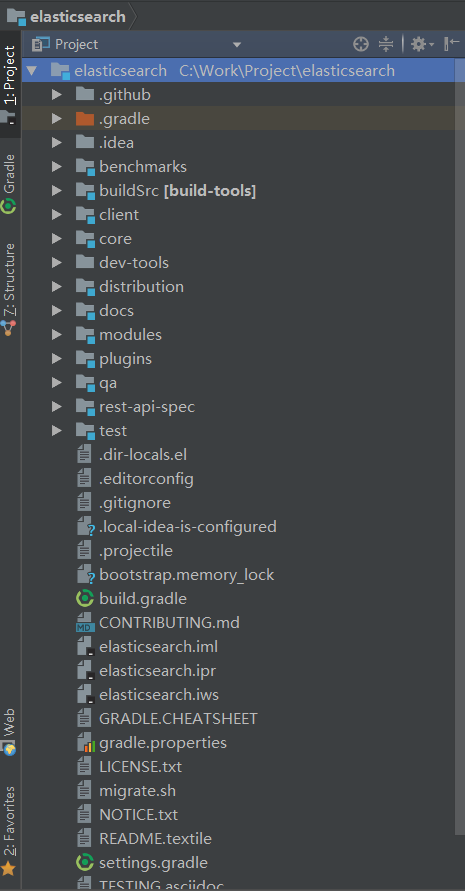 elasticsearch
Project
elasticsearch C:\Work\Project\elasticsearch
.github
.gradle
.idea
benchmarks
buildSrc [build-tools]
client
core
dev-tools
distribution
docs
modules
plugins
qa
rest-api-spec
test
.dir-locals.el
.editorconfig
.gitignore
.local-idea-is-configured
.projectile
bootstrap.memory_lock
build.gradle
CONTRIBUTING.md
elasticsearch.iml
elasticsearch.ipr
elasticsearch.iws
GRADLE.CHEATSHEET
gradle.properties
LICENSE.txt
migrate.sh
NOTICE.txt
README.textile
settings.gradle
TESTING.asciidoc
1: Project
Gradle
7: Structure
Web
2: Favorites
MD